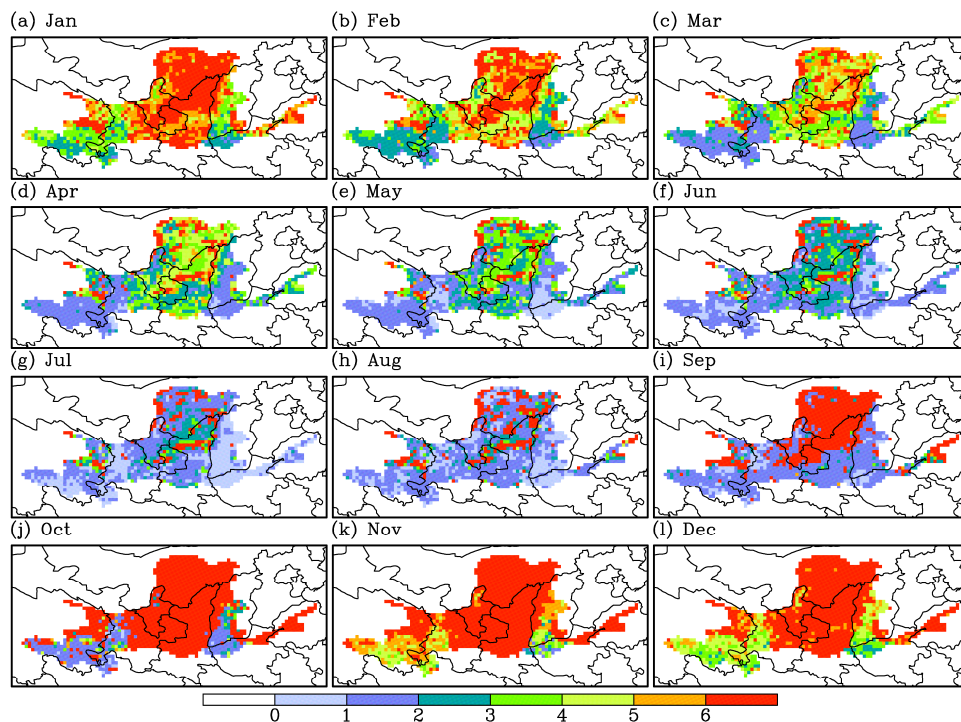 (a) Jan
(b) Feb
(c) Mar
(d) Apr
(e) May
(f) Jun
(g) Jul
(h) Aug
(i) Sep
(j) Oct
(k) Nov
(l) Dec
0 1 2 3 4 5 6